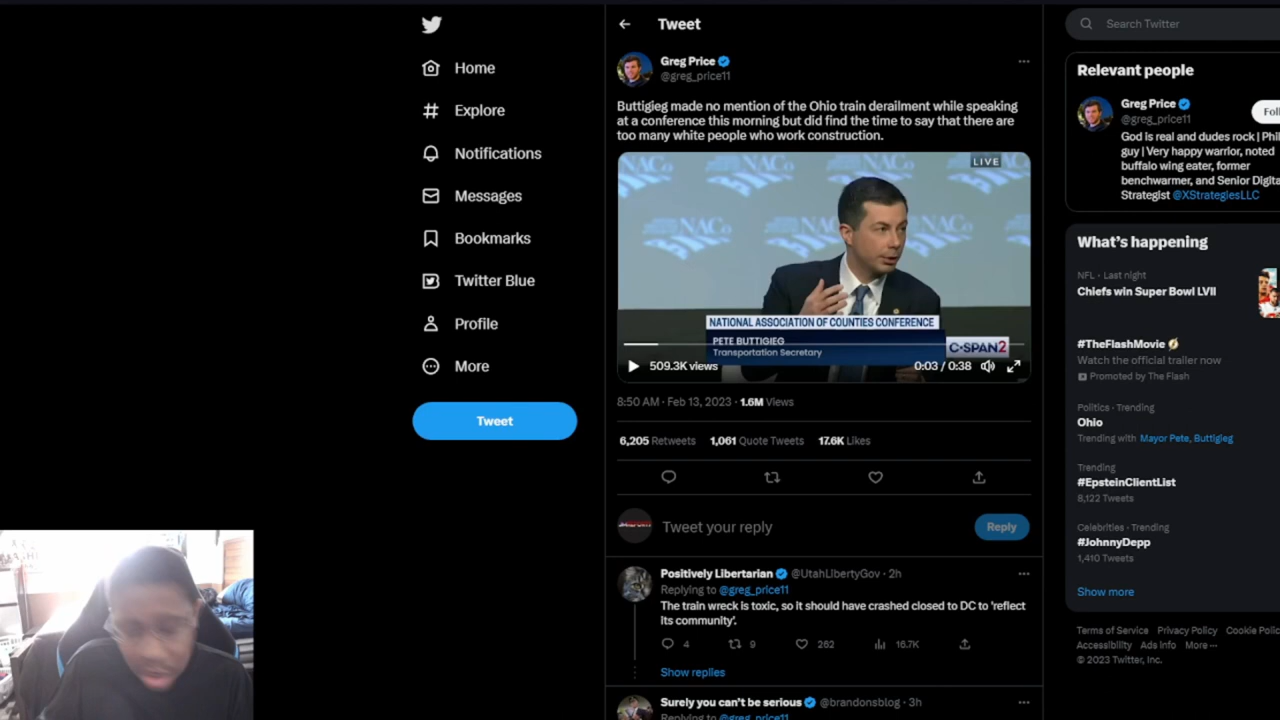 Home
Explore
Notifications
Messages
Bookmarks
Twitter Blue
Profile
More
Tweet
Tweet
Greg Price
@greg_price11
Buttigieg made no mention of the Ohio train derailment while speaking
at a conference this morning but did find the time to say that there are
too many white people who work construction.
LIVE
NACo
NACo
NACo
NATIONAL ASSOCIATION OF COUNTIES CONFERENCE
PETE BUTTIGIEG
Transportation Secretary
C-SPAN2
509.3K views
0:03 / 0:38
8:50 AM · Feb 13, 2023 · 1.6M Views
6,205 Retweets 1,061 Quote Tweets 17.6K Likes
Tweet your reply
Reply
Positively Libertarian @UtahLibertyGov · 2h
Replying to @greg_price11
The train wreck is toxic, so it should have crashed closed to DC to 'reflect
its community'.
4 9 262 16.7K
Show replies
Surely you can't be serious @brandonsblog · 3h
Replying to @greg_price11
Search Twitter
Relevant people
Greg Price
@greg_price11
Foll
God is real and dudes rock | Phil
guy | Very happy warrior, noted
buffalo wing eater, former
benchwarmer, and Senior Digita
Strategist @XStrategiesLLC
What's happening
NFL · Last night
Chiefs win Super Bowl LVII
#TheFlashMovie
Watch the official trailer now
Promoted by The Flash
Politics · Trending
Ohio
Trending with Mayor Pete, Buttigieg
Trending
#EpsteinClientList
8,122 Tweets
Celebrities · Trending
#JohnnyDepp
1,410 Tweets
Show more
Terms of Service Privacy Policy Cookie Polic
Accessibility Ads info More ···
© 2023 Twitter, Inc.